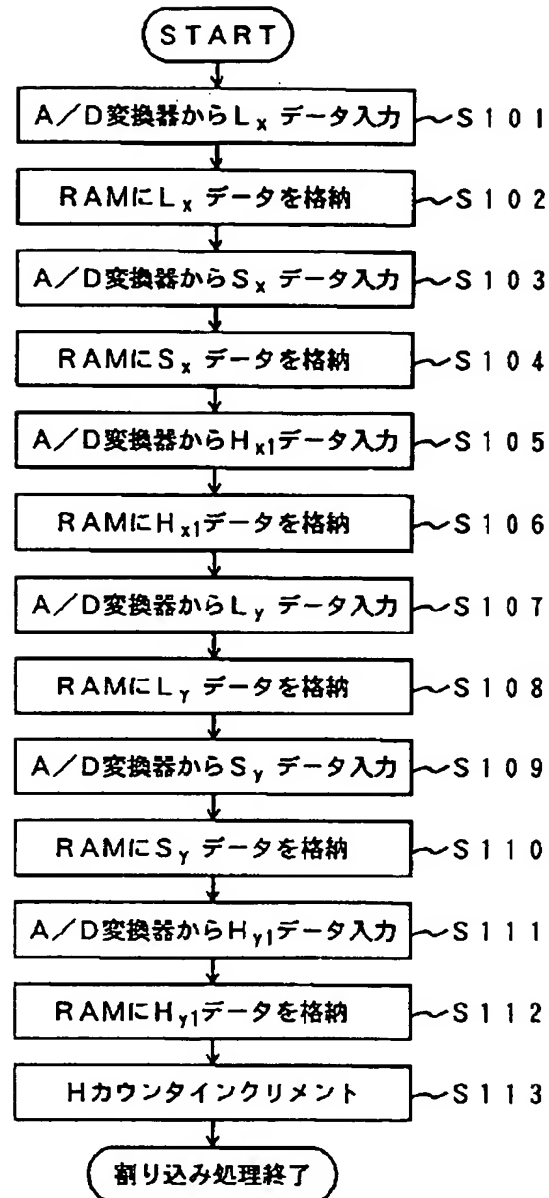 START
A/D変換器からLx データ入力 〜S101
RAMにLx データを格納 〜S102
A/D変換器からSx データ入力 〜S103
RAMにSx データを格納 〜S104
A/D変換器からHx1データ入力 〜S105
RAMにHx1データを格納 〜S106
A/D変換器からLy データ入力 〜S107
RAMにLy データを格納 〜S108
A/D変換器からSy データ入力 〜S109
RAMにSy データを格納 〜S110
A/D変換器からHy1データ入力 〜S111
RAMにHy1データを格納 〜S112
Hカウンタインクリメント 〜S113
割り込み処理終了